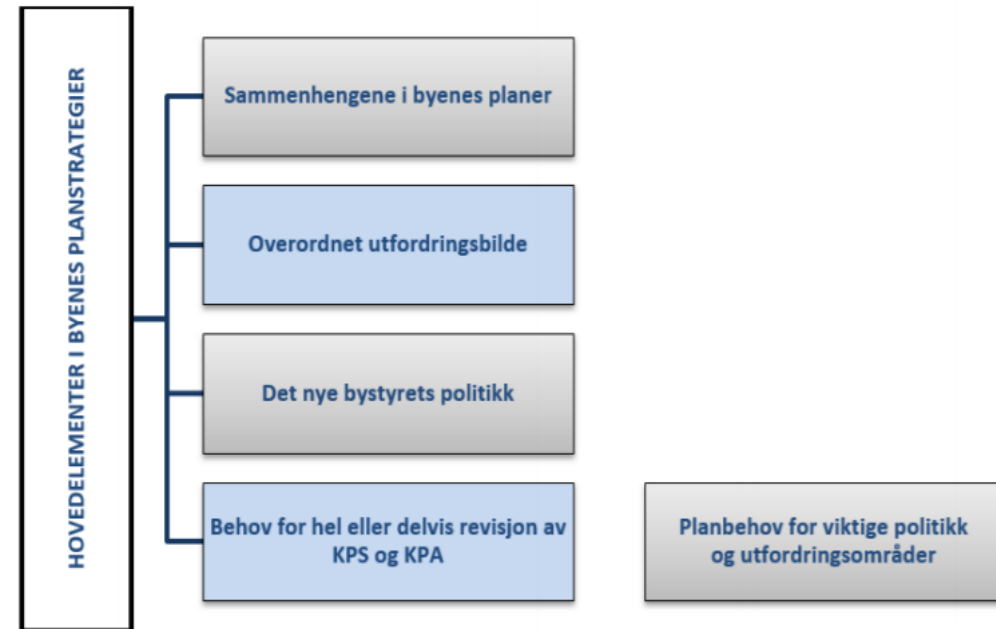 HOVEDELEMENTER I BYENES PLANSTRATEGIER
Sammenhengene i byenes planer
Overordnet utfordringsbilde
Det nye bystyrets politikk
Behov for hel eller delvis revisjon av
KPS og KPA
Planbehov for viktige politikk
og utfordringsområder